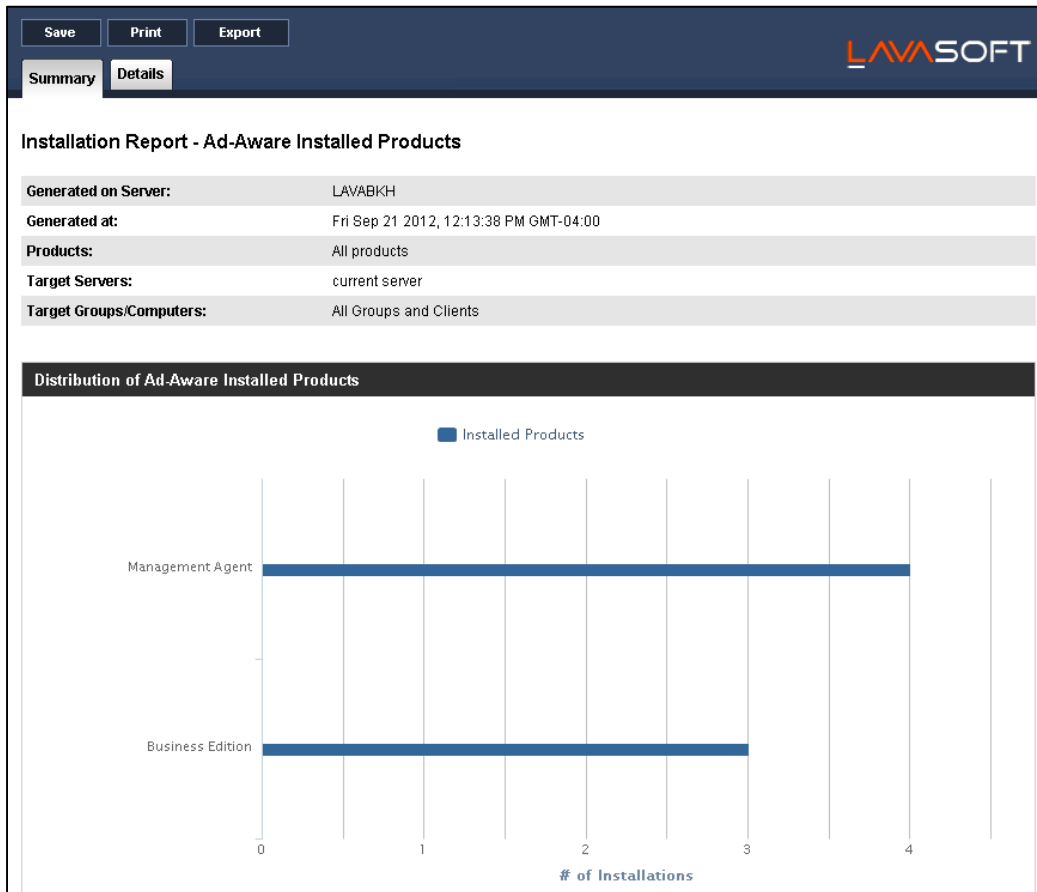 Save Print Export
LAVASOFT
Summary Details
Installation Report - Ad-Aware Installed Products
Generated on Server: LAVABKH
Generated at: Fri Sep 21 2012, 12:13:38 PM GMT-04:00
Products: All products
Target Servers: current server
Target Groups/Computers: All Groups and Clients
Distribution of Ad-Aware Installed Products
Installed Products
Management Agent
Business Edition
0 1 2 3 4
# of Installations